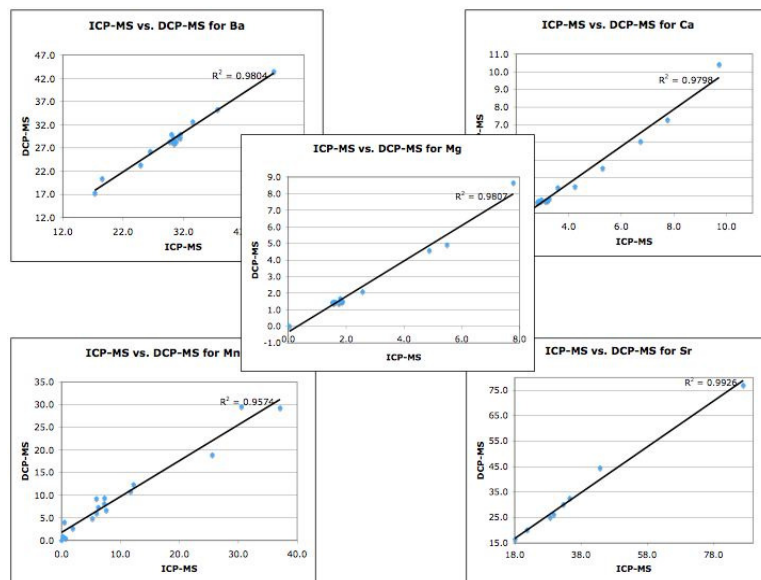 ICP-MS vs. DCP-MS for Ba
47.0
42.0
37.0
32.0
27.0
22.0
17.0
12.0
DCP-MS
R² = 0.9804
12.0 22.0 32.0
ICP-MS
ICP-MS vs. DCP-MS for Ca
11.0
9.0
7.0
5.0
R² = 0.9798
4.0 6.0 8.0 10.0
ICP-MS
ICP-MS vs. DCP-MS for Mg
9.0
8.0
7.0
6.0
5.0
4.0
3.0
2.0
1.0
0.0
-1.0
DCP-MS
R² = 0.9807
0.0 2.0 4.0 6.0 8.0
ICP-MS
ICP-MS vs. DCP-MS for Mn
35.0
30.0
25.0
20.0
15.0
10.0
5.0
0.0
DCP-MS
R² = 0.9574
0.0 10.0 20.0 30.0 40.0
ICP-MS
ICP-MS vs. DCP-MS for Sr
75.0
65.0
55.0
45.0
35.0
25.0
15.0
DCP-MS
R² = 0.9926
18.0 38.0 58.0 78.0
ICP-MS